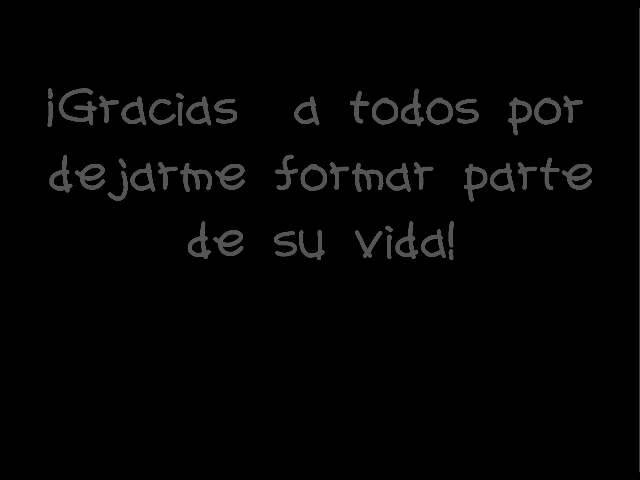 ¡Gracias a todos por
dejarme formar parte
de su vida!